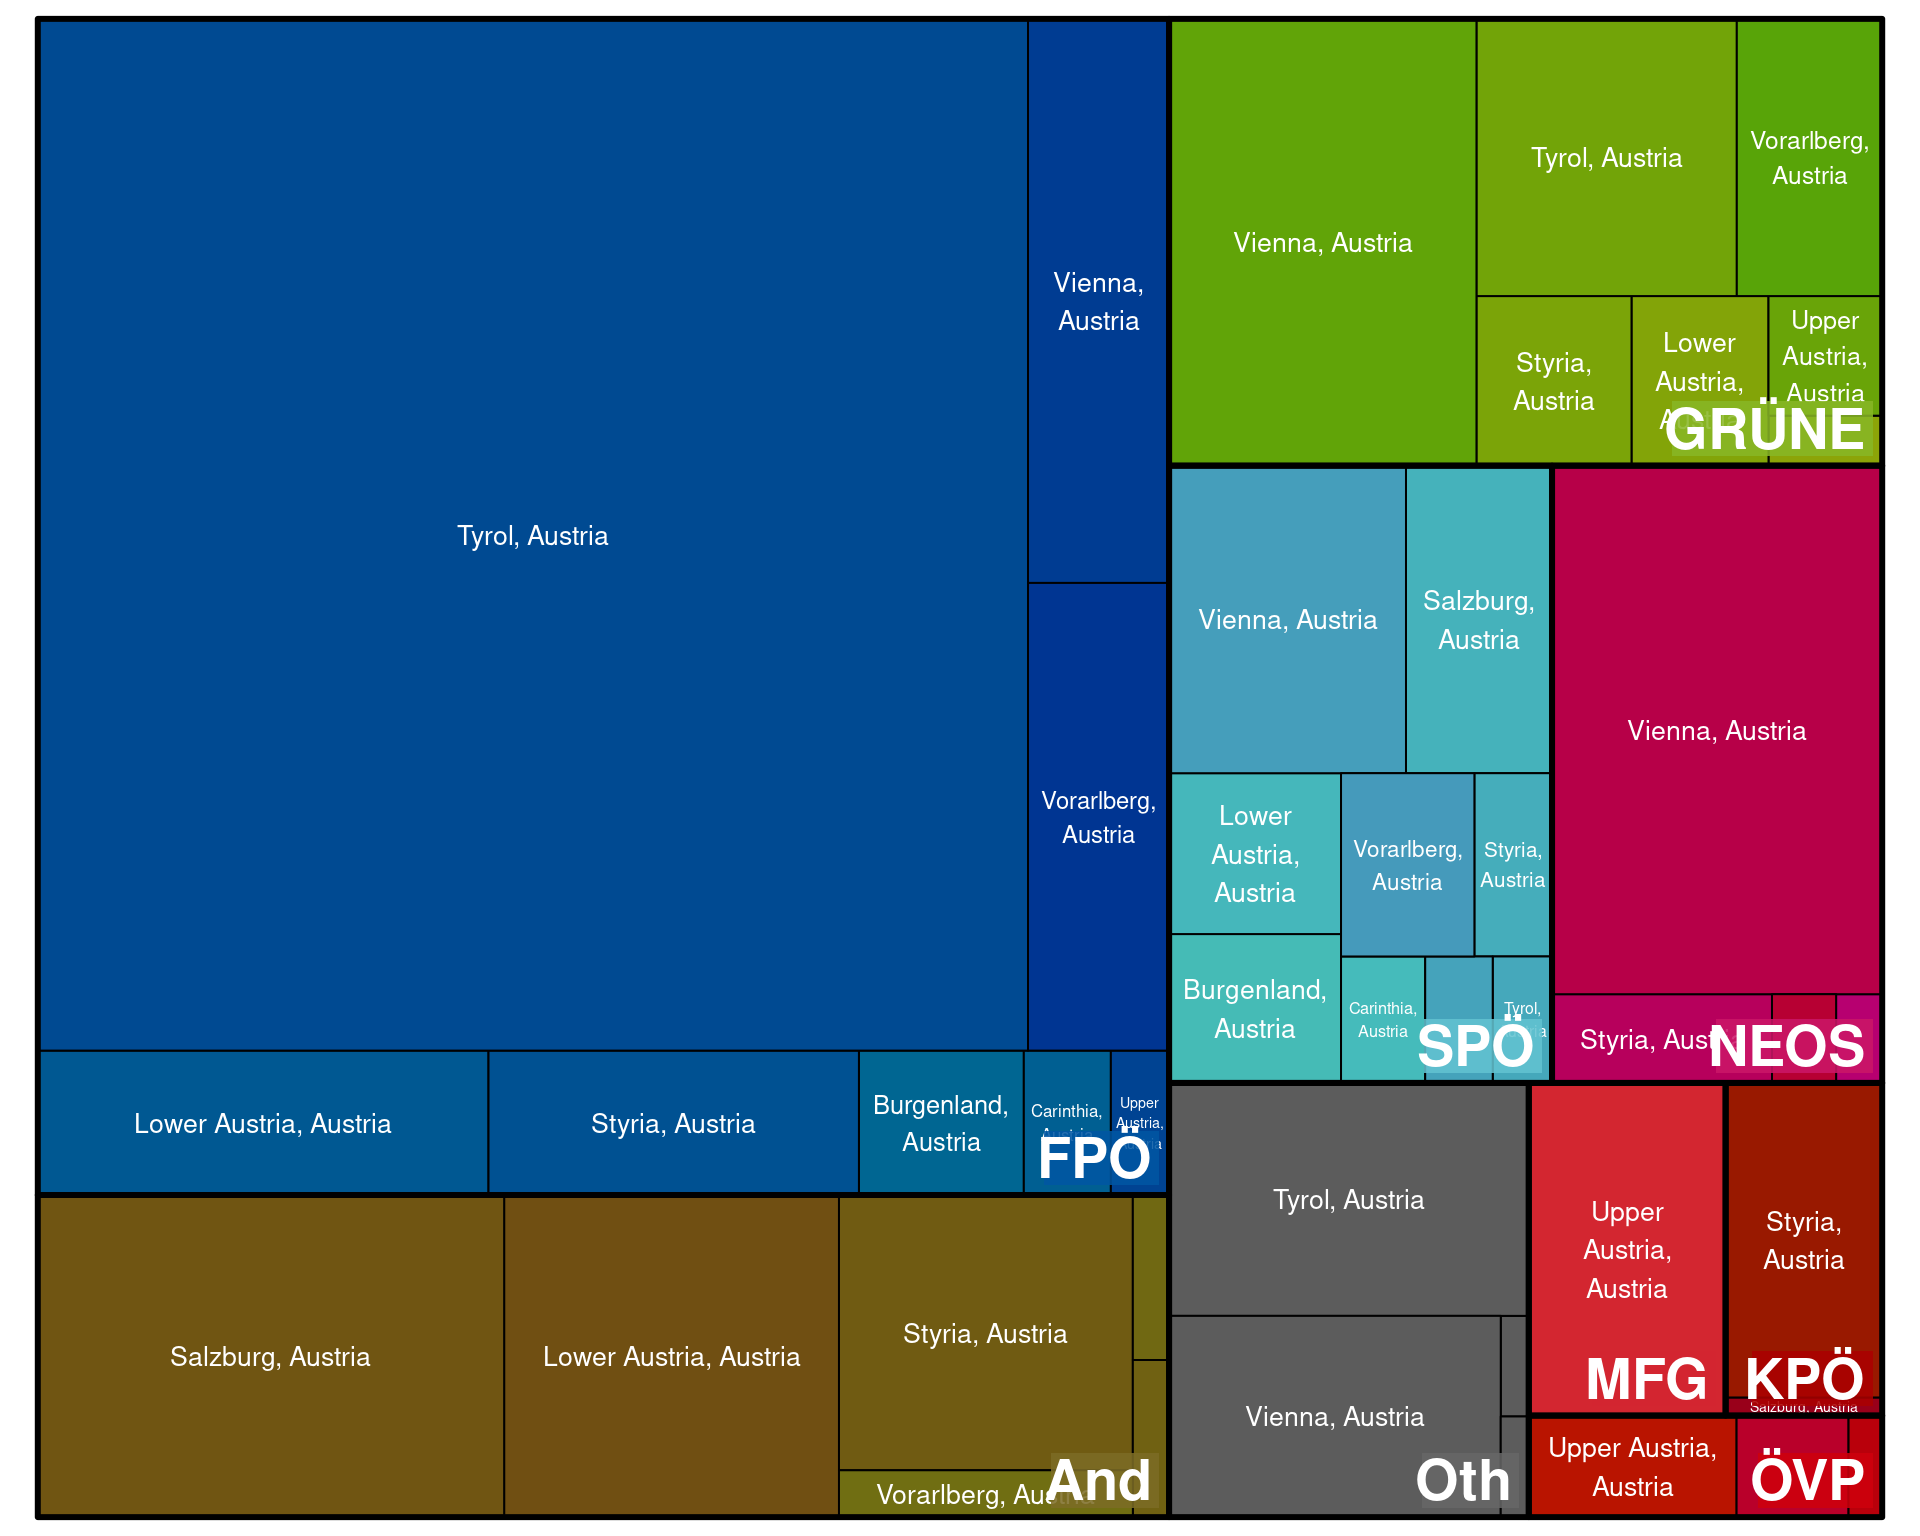 Tyrol, Austria
Vienna,
Austria
Vorarlberg,
Austria
Lower Austria, Austria
Styria, Austria
Burgenland,
Austria
Carinthia,
Austria
Upper
Austria,
FPÖ
Salzburg, Austria
Lower Austria, Austria
Styria, Austria
Vorarlberg, Austria
And
Vienna, Austria
Tyrol, Austria
Vorarlberg,
Austria
Styria,
Austria
Lower
Austria,
Upper
Austria,
Austria
GRÜNE
Vienna, Austria
Salzburg,
Austria
Lower
Austria,
Austria
Vorarlberg,
Austria
Styria,
Austria
Burgenland,
Austria
Carinthia,
Austria
Tyrol,
SPÖ
Vienna, Austria
Styria, Austria
NEOS
Tyrol, Austria
Vienna, Austria
Oth
Upper
Austria,
Austria
MFG
Styria,
Austria
KPÖ
Salzburg, Austria
Upper Austria,
Austria
ÖVP